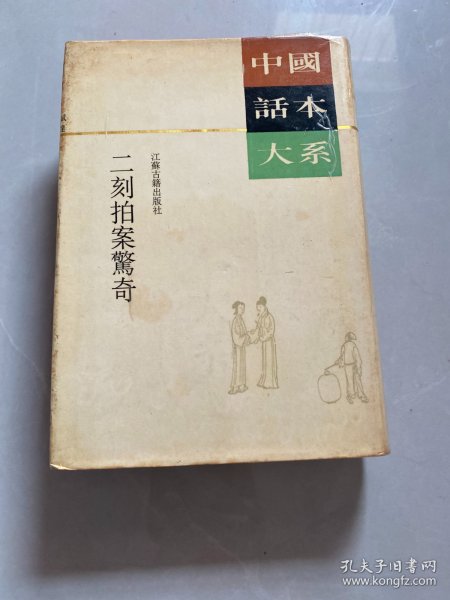 中國
話本
大系
江蘇古籍出版社
二刻拍案驚奇
孔夫子旧书网
www.kongfz.com